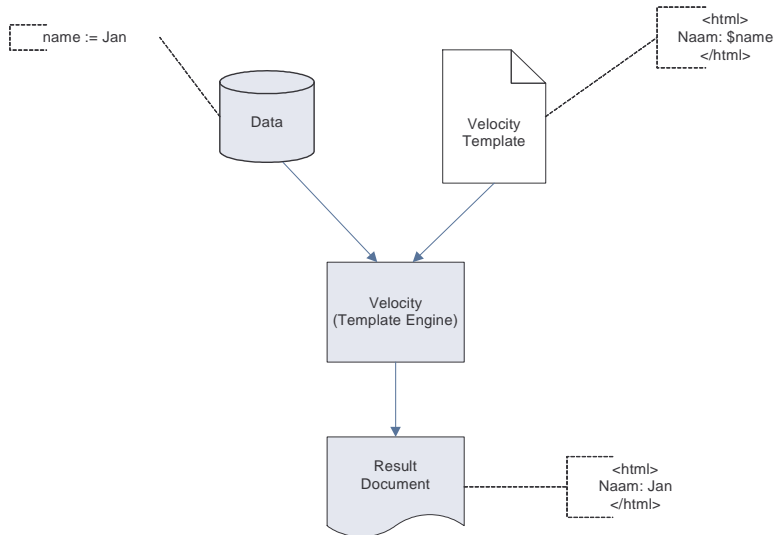 name := Jan
<html>
Naam: $name
</html>
Data
Velocity
Template
Velocity
(Template Engine)
Result
Document
<html>
Naam: Jan
</html>